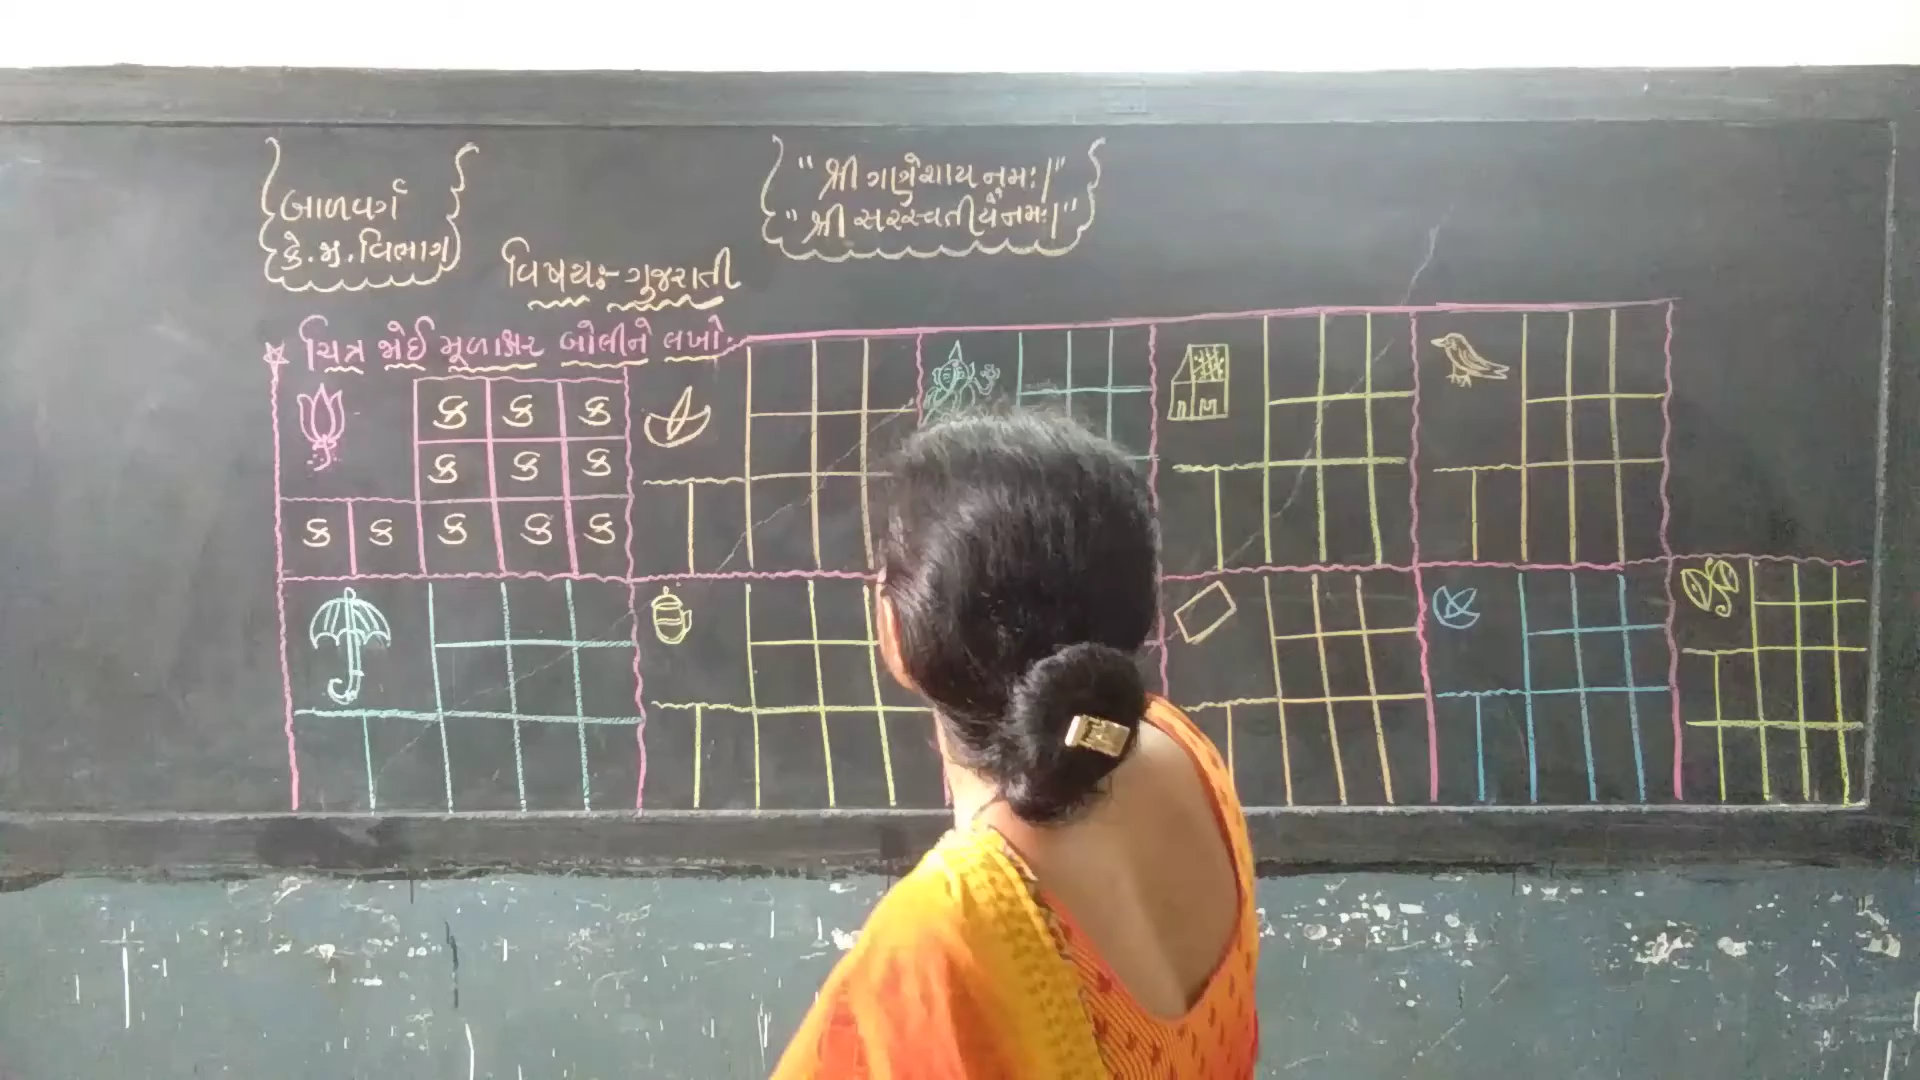 બાળવર્ગ
કે.મ.વિભાગ
"શ્રી ગણેશાય નમઃ|"
"શ્રી સરસ્વતીયૈ નમઃ|"
વિષયઃ- ગુજરાતી
ચિત્ર જોઈ મૂળાક્ષર બોલીને લખો.
ક ક ક
ક ક ક
ક ક ક ક ક